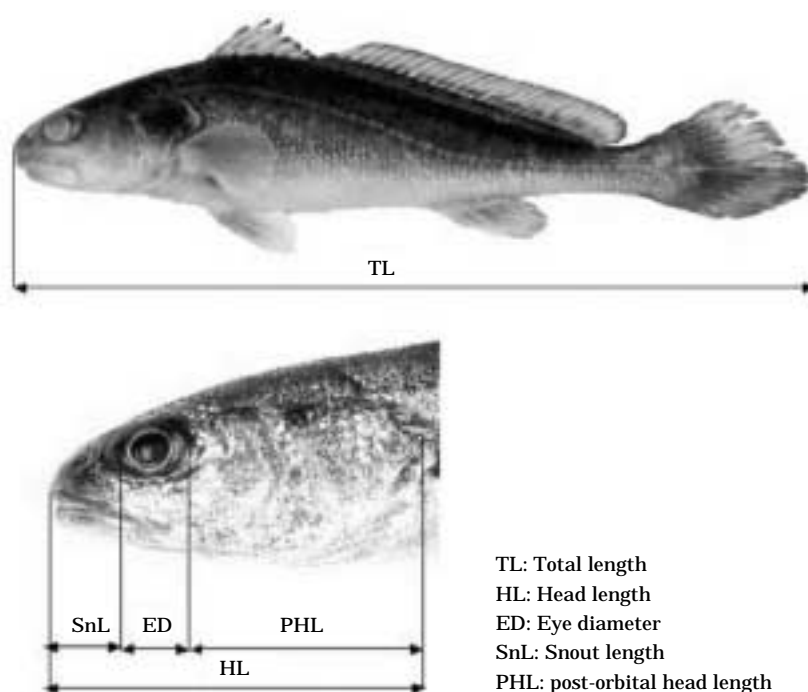 TL
SnL ED PHL
HL
TL: Total length
HL: Head length
ED: Eye diameter
SnL: Snout length
PHL: post-orbital head length